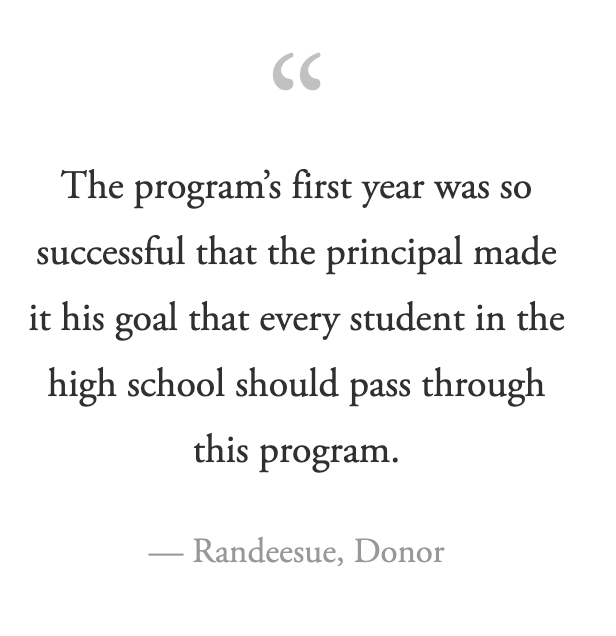 “
The program’s first year was so
successful that the principal made
it his goal that every student in the
high school should pass through
this program.
— Randeesue, Donor